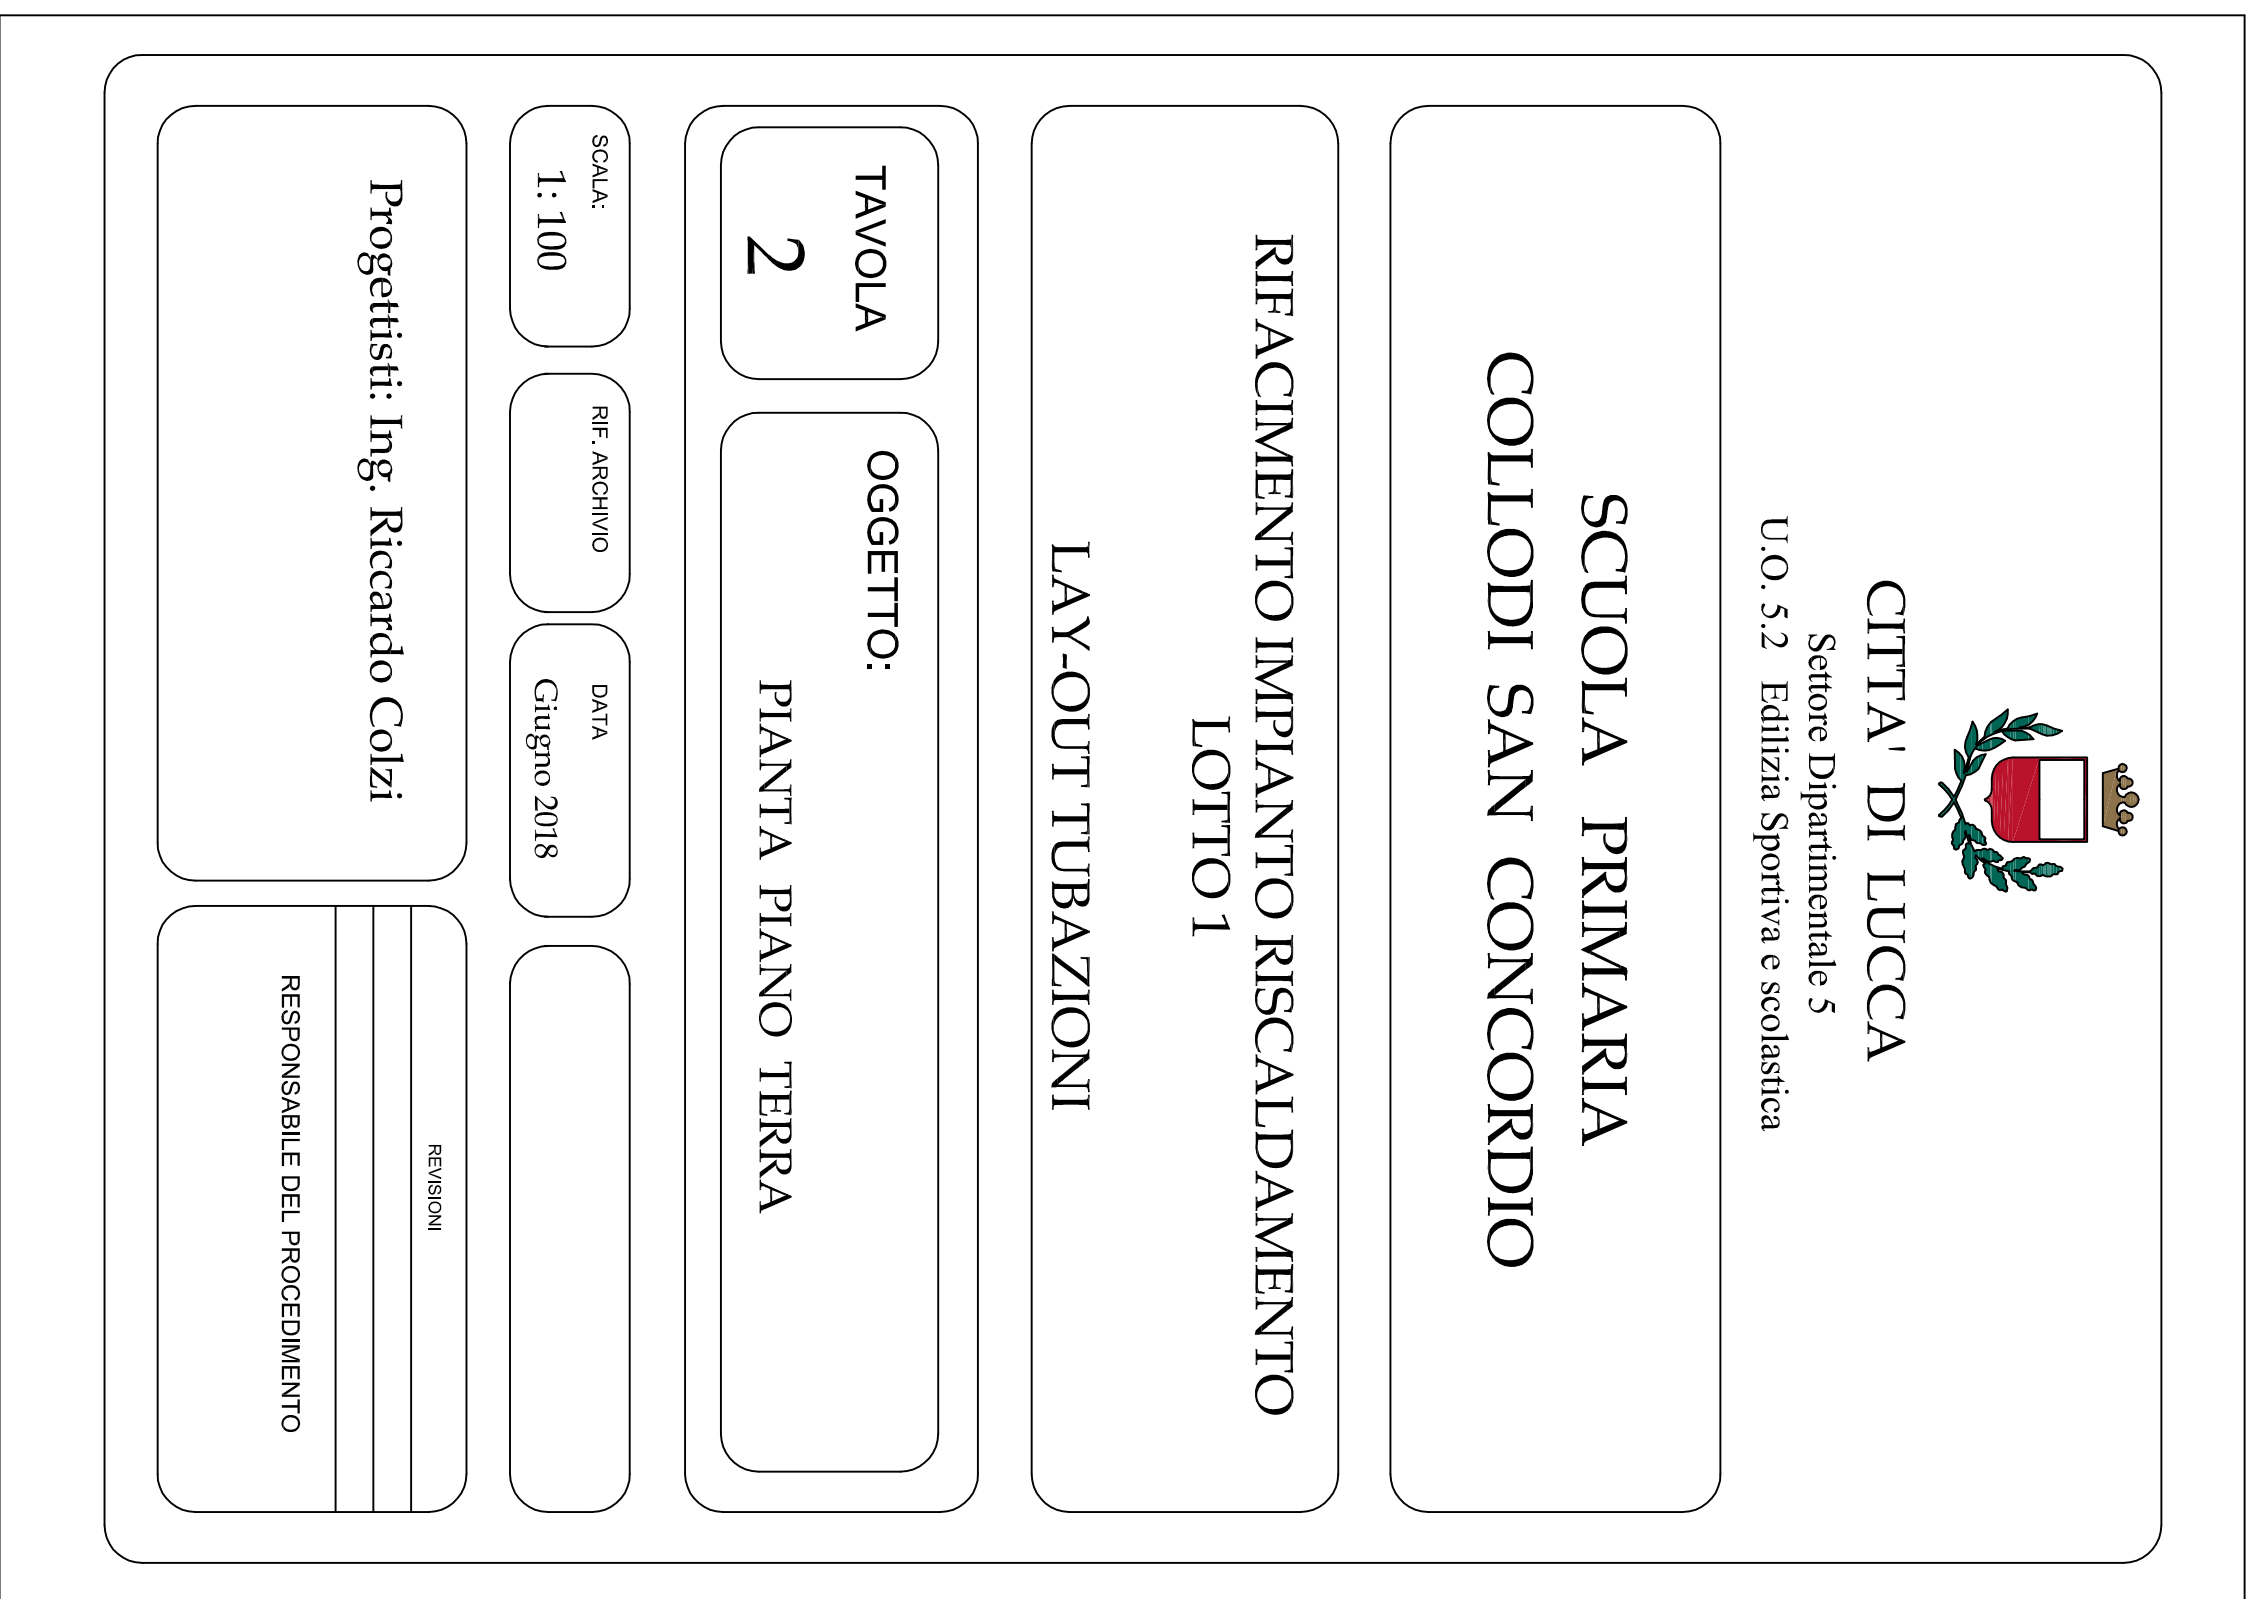 CITTA' DI LUCCA
Settore Dipartimentale 5
U.O. 5.2 Edilizia Sportiva e scolastica
SCUOLA PRIMARIA
COLLODI SAN CONCORDIO
RIFACIMENTO IMPIANTO RISCALDAMENTO
LOTTO 1
LAY-OUT TUBAZIONI
TAVOLA
2
OGGETTO:
PIANTA PIANO TERRA
SCALA:
1: 100
RIF. ARCHIVIO
DATA
Giugno 2018
Progettisti: Ing. Riccardo Colzi
REVISIONI
RESPONSABILE DEL PROCEDIMENTO